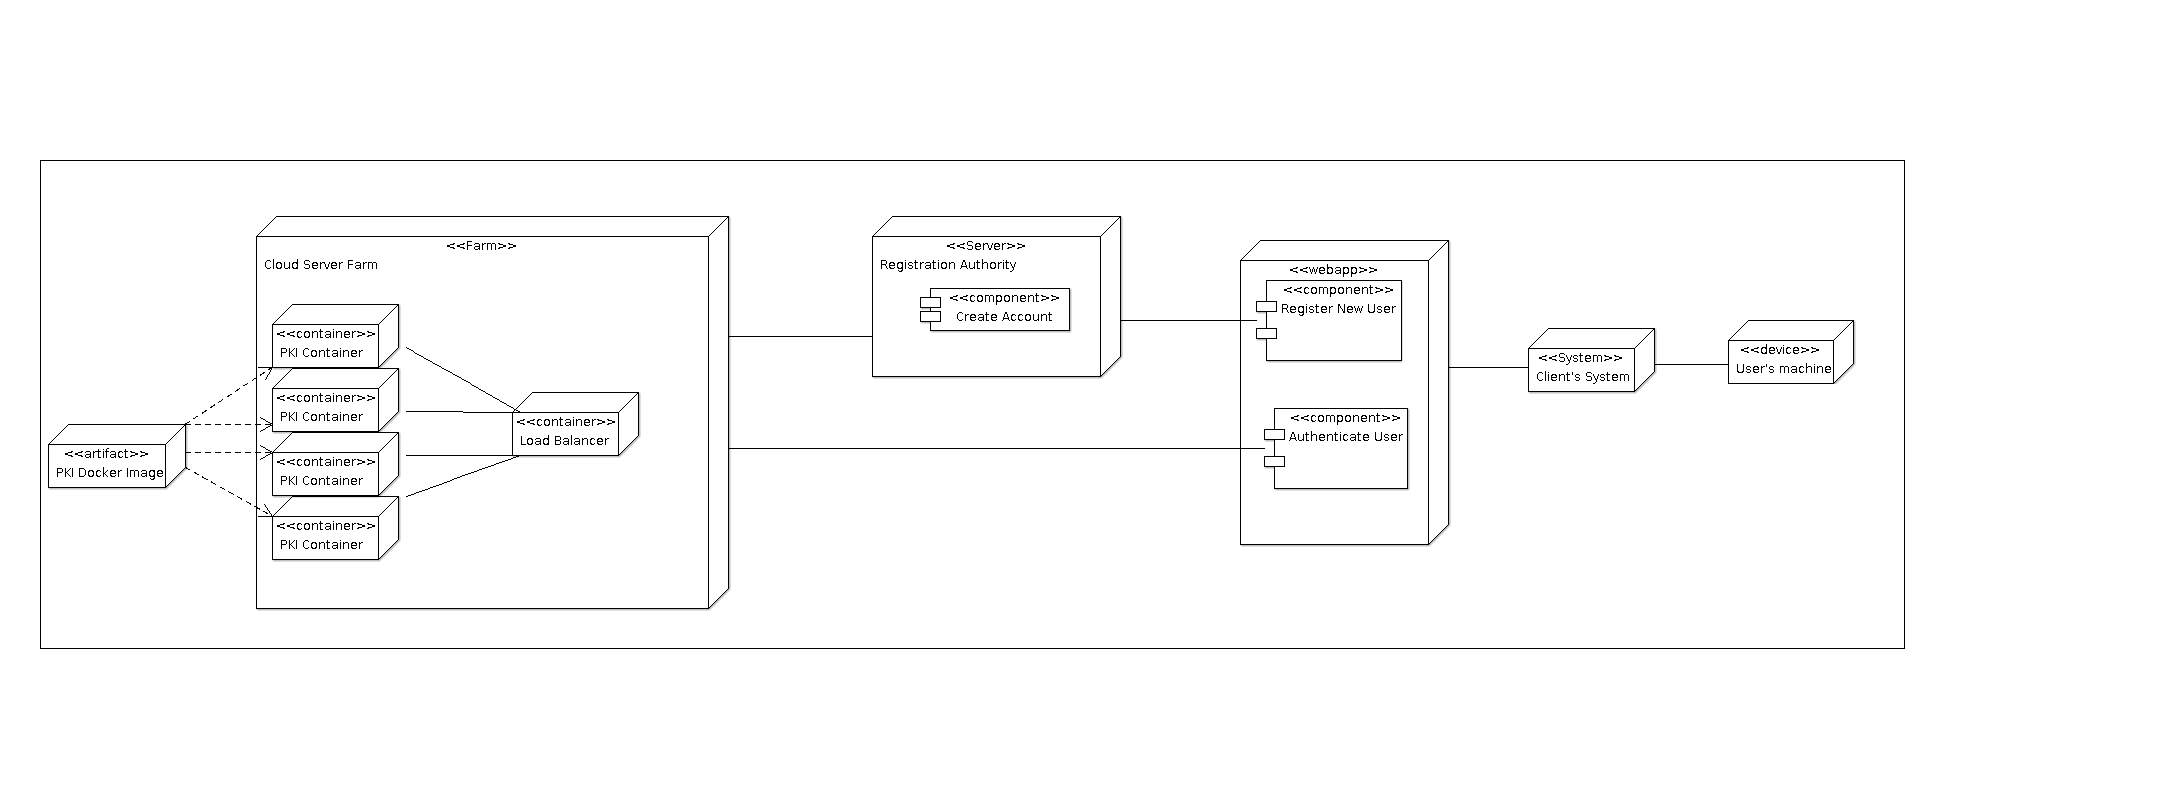 <<artifact>>
PKI Docker Image
<<Farm>>
Cloud Server Farm
<<container>>
PKI Container
<<container>>
PKI Container
<<container>>
PKI Container
<<container>>
PKI Container
<<container>>
Load Balancer
<<Server>>
Registration Authority
<<component>>
Create Account
<<webapp>>
<<component>>
Register New User
<<component>>
Authenticate User
<<System>>
Client's System
<<device>>
User's machine